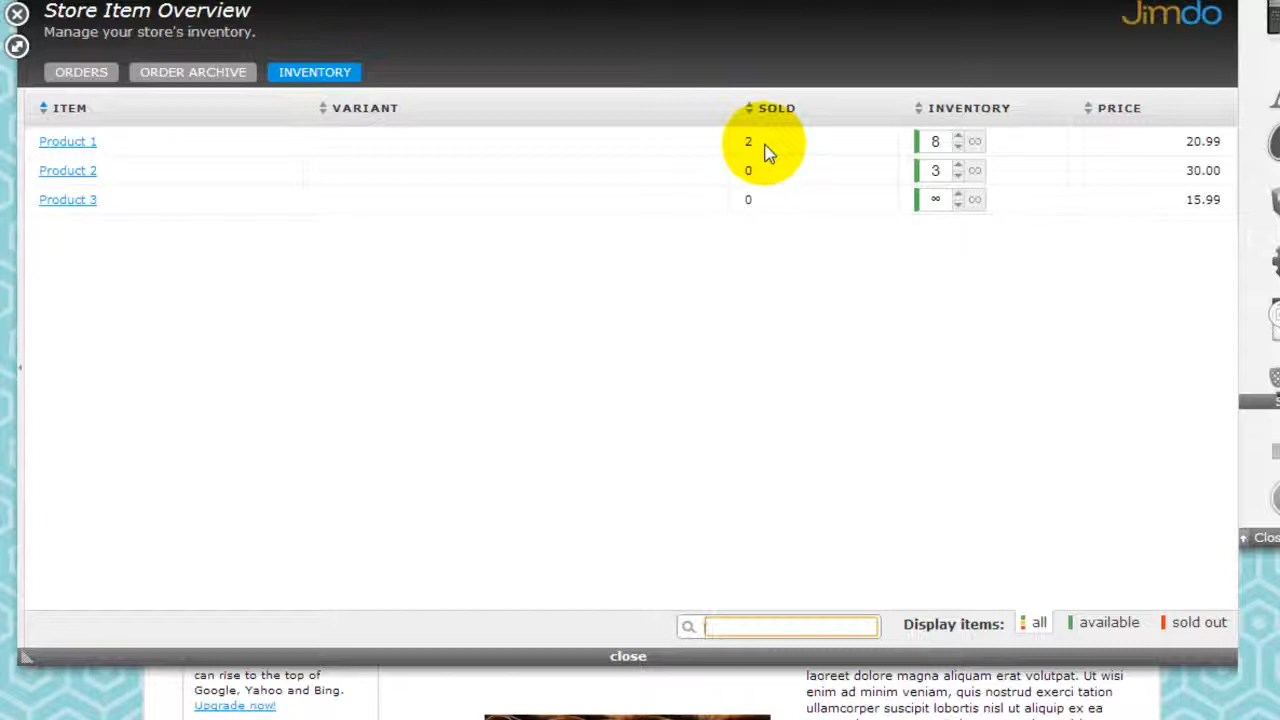 Store Item Overview
Jimdo
Manage your store's inventory.
ORDERS ORDER ARCHIVE INVENTORY
ITEM VARIANT SOLD INVENTORY PRICE
Product 1 2 8 ∞ 20.99
Product 2 0 3 ∞ 30.00
Product 3 0 ∞ ∞ 15.99
Clos
Display items: all available sold out
close
can rise to the top of
Google, Yahoo and Bing.
Upgrade now!
laoreet dolore magna aliquam erat volutpat. Ut wisi
enim ad minim veniam, quis nostrud exerci tation
ullamcorper suscipit lobortis nisl ut aliquip ex ea